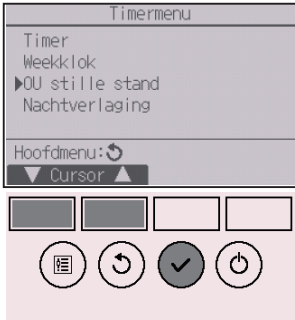 Timermenu
Timer
Weekklok
▶OU stille stand
Nachtverlaging
Hoofdmenu:
▼ Cursor ▲